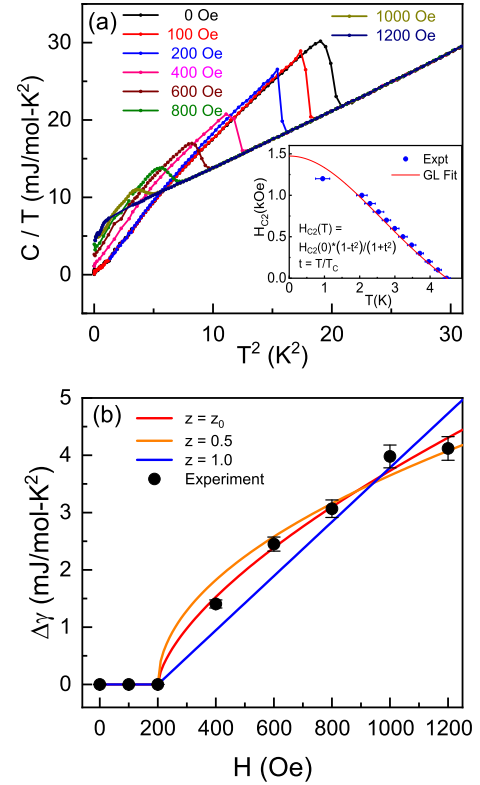 (a)
0 Oe
100 Oe
200 Oe
400 Oe
600 Oe
800 Oe
1000 Oe
1200 Oe
C / T (mJ/mol-K²)
30
20
10
0
0
10
20
30
T² (K²)
H_C2(kOe)
1.5
1.0
0.5
0.0
0 1 2 3 4
T(K)
Expt
GL Fit
H_C2(T) =
H_C2(0)*(1-t²)/(1+t²)
t = T/T_C
(b)
z = z₀
z = 0.5
z = 1.0
Experiment
Δγ (mJ/mol-K²)
5
4
3
2
1
0
0 200 400 600 800 1000 1200
H (Oe)